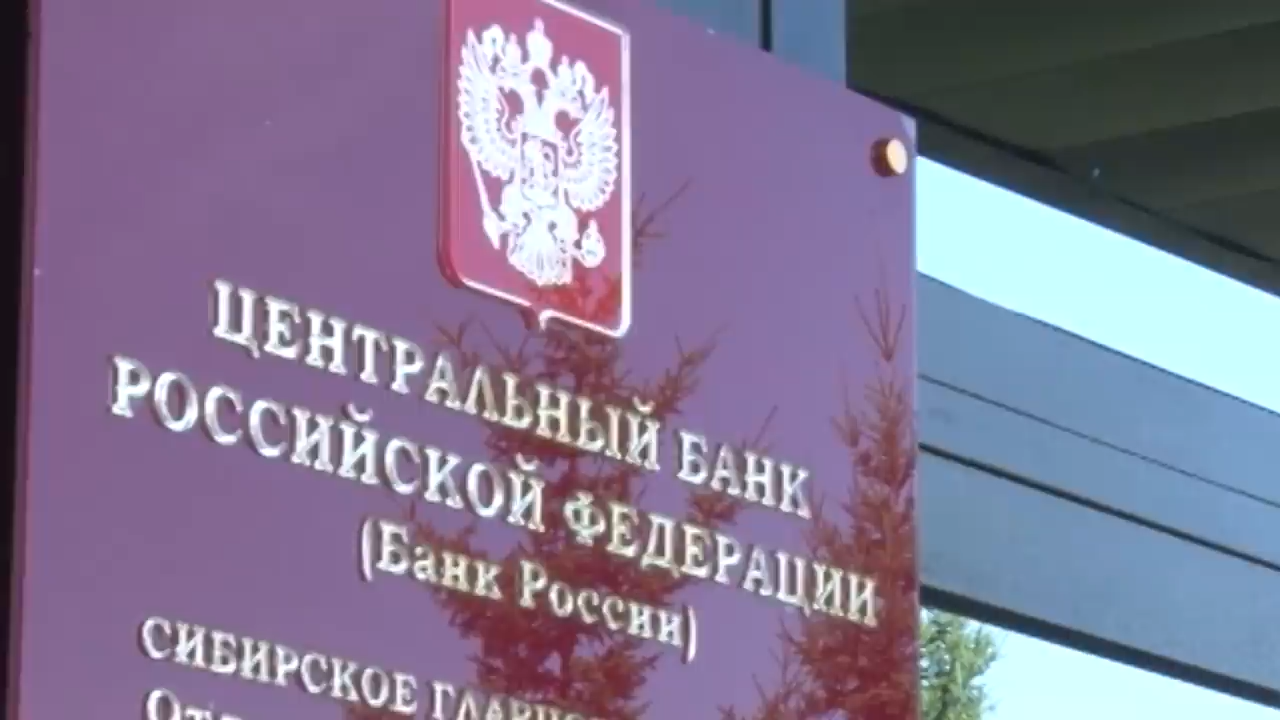 ЦЕНТРАЛЬНЫЙ БАНК
РОССИЙСКОЙ ФЕДЕРАЦИИ
(Банк России)
СИБИРСКОЕ